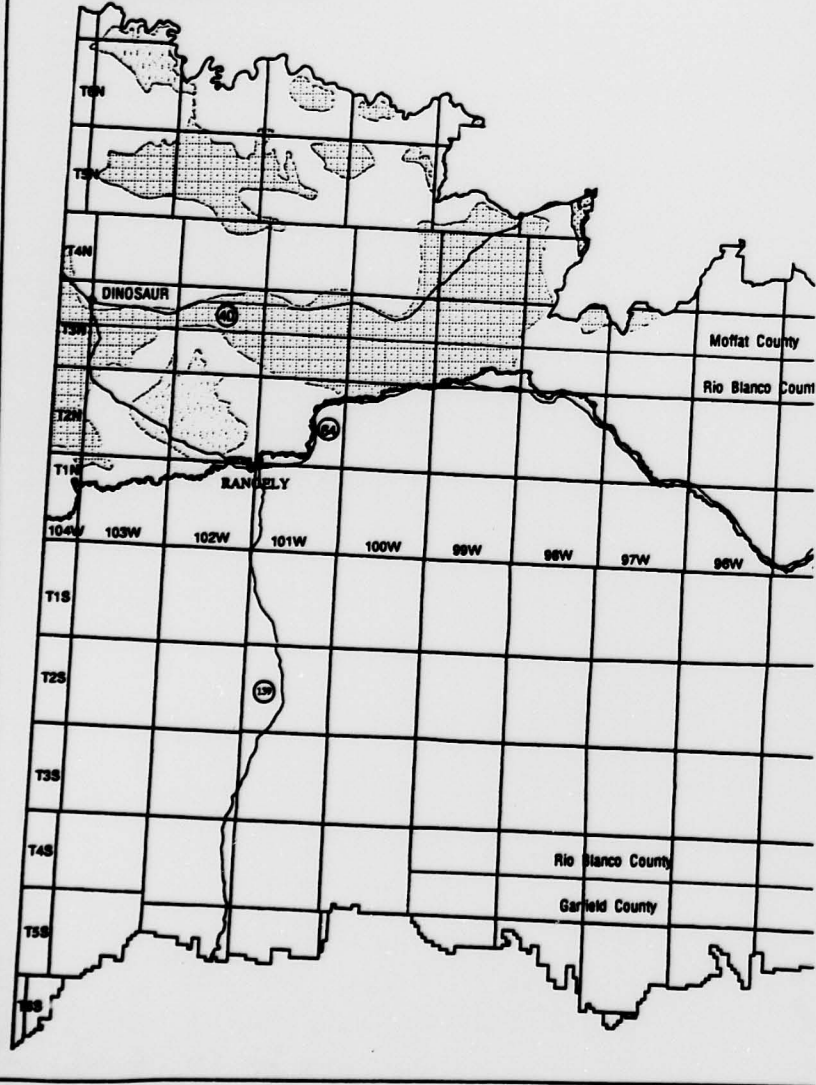 T6N
T5N
T4N
DINOSAUR
40
T3N
Moffat County
Rio Blanco Count
T2N
64
T1N
RANGELY
104W 103W 102W 101W 100W 99W 98W 97W 96W
T1S
T2S
139
T3S
T4S
Rio Blanco County
Garfield County
T5S
T6S